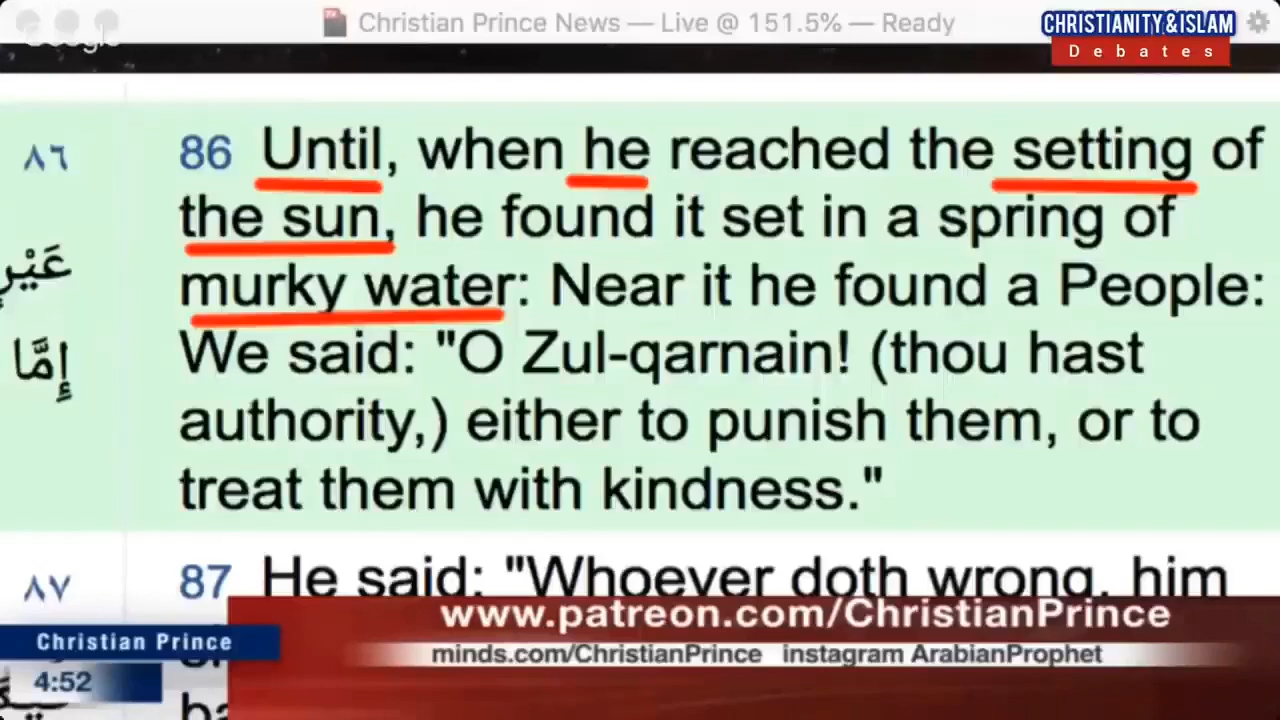 Christian Prince News — Live @ 151.5% — Ready
CHRISTIANITY & ISLAM
Debates
Google
٨٦
86 Until, when he reached the setting of
the sun, he found it set in a spring of
murky water: Near it he found a People:
We said: "O Zul-qarnain! (thou hast
authority,) either to punish them, or to
treat them with kindness."
إِمَّا
٨٧
87 He said: "Whoever doth wrong, him
www.patreon.com/ChristianPrince
minds.com/ChristianPrince instagram ArabianProphet
Christian Prince
4:52